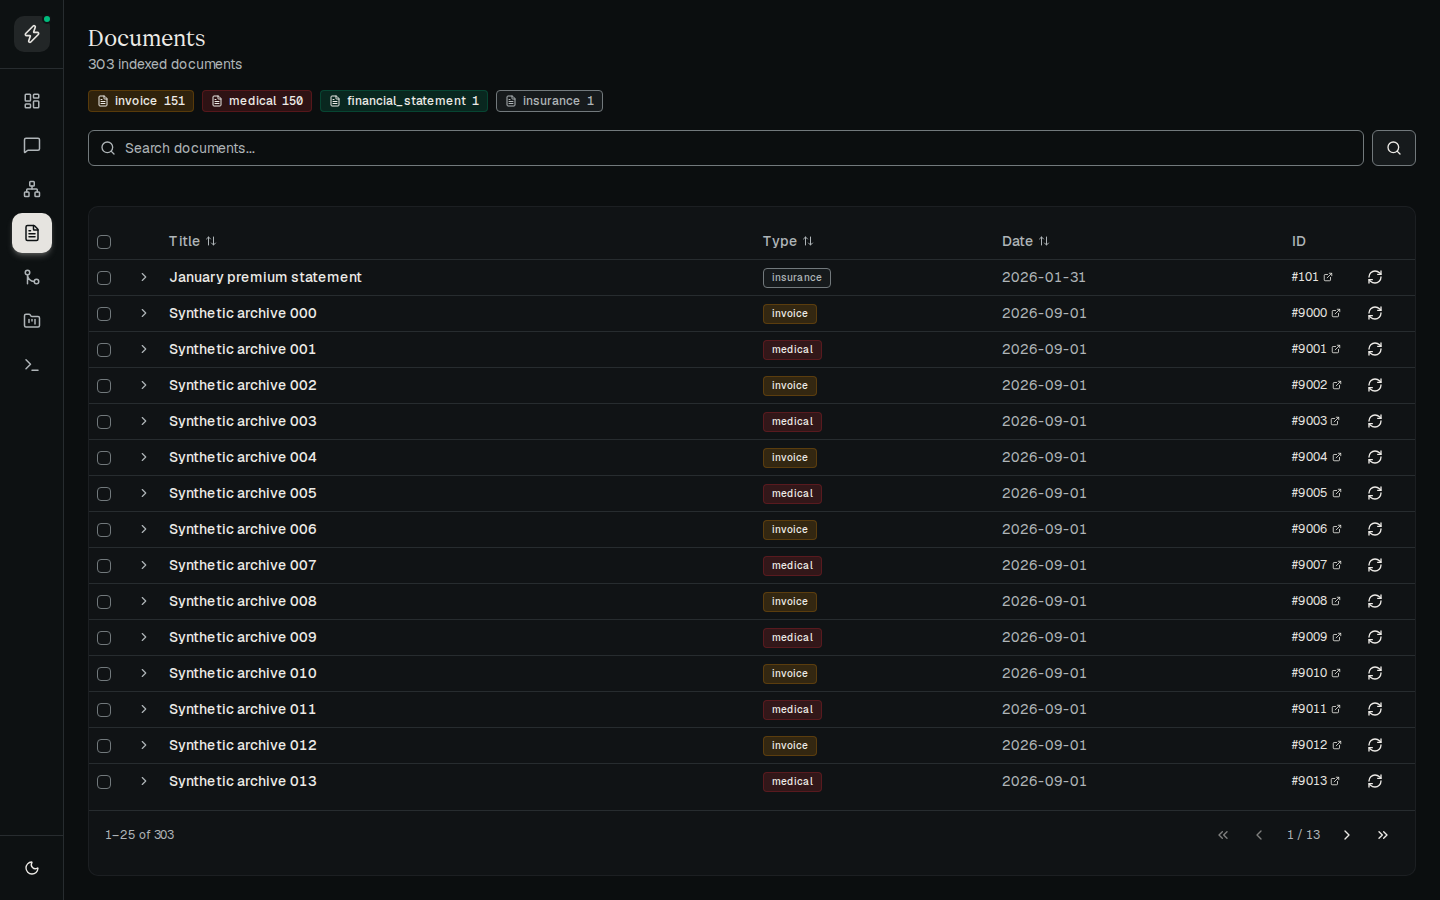 Documents
303 indexed documents
invoice 151 medical 150 financial_statement 1 insurance 1
Search documents...
Title Type Date ID
January premium statement insurance 2026-01-31 #101
Synthetic archive 000 invoice 2026-09-01 #9000
Synthetic archive 001 medical 2026-09-01 #9001
Synthetic archive 002 invoice 2026-09-01 #9002
Synthetic archive 003 medical 2026-09-01 #9003
Synthetic archive 004 invoice 2026-09-01 #9004
Synthetic archive 005 medical 2026-09-01 #9005
Synthetic archive 006 invoice 2026-09-01 #9006
Synthetic archive 007 medical 2026-09-01 #9007
Synthetic archive 008 invoice 2026-09-01 #9008
Synthetic archive 009 medical 2026-09-01 #9009
Synthetic archive 010 invoice 2026-09-01 #9010
Synthetic archive 011 medical 2026-09-01 #9011
Synthetic archive 012 invoice 2026-09-01 #9012
Synthetic archive 013 medical 2026-09-01 #9013
1–25 of 303 1 / 13